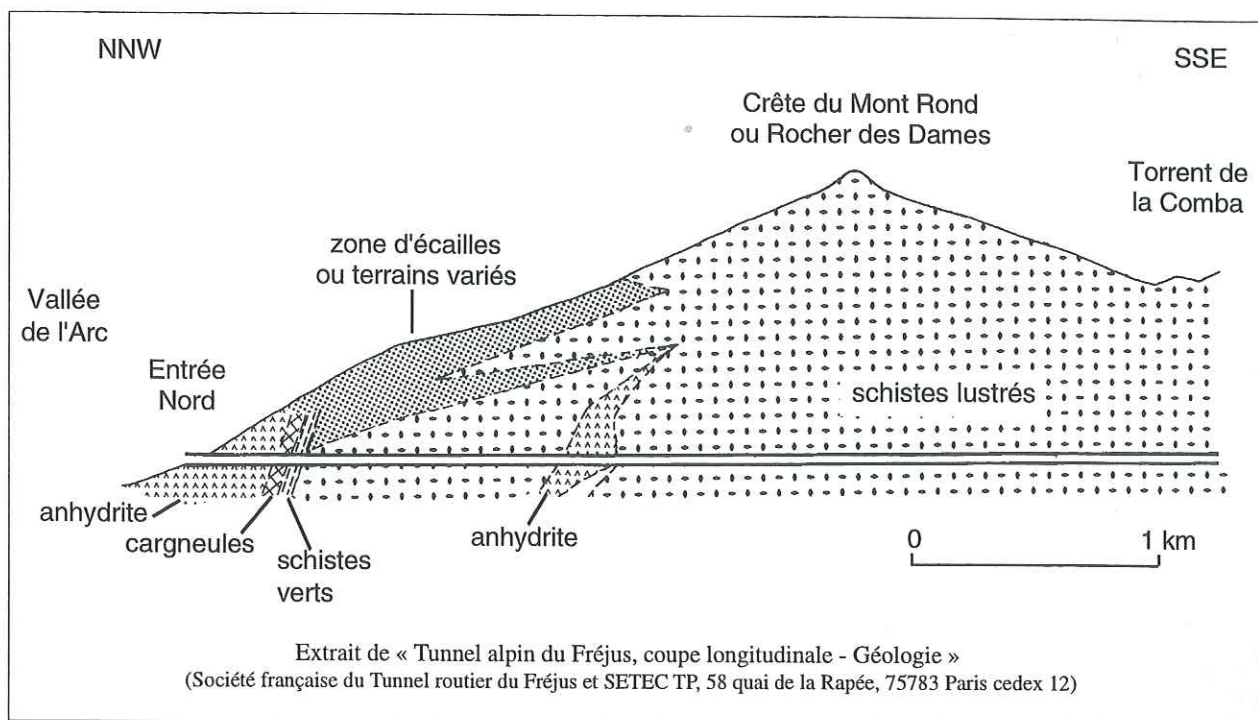 NNW
SSE
Crête du Mont Rond
ou Rocher des Dames
Torrent de
la Comba
zone d'écailles
ou terrains variés
Vallée
de l'Arc
Entrée
Nord
schistes lustrés
anhydrite
cargneules
schistes
verts
anhydrite
0
1 km
Extrait de « Tunnel alpin du Fréjus, coupe longitudinale - Géologie »
(Société française du Tunnel routier du Fréjus et SETEC TP, 58 quai de la Rapée, 75783 Paris cedex 12)